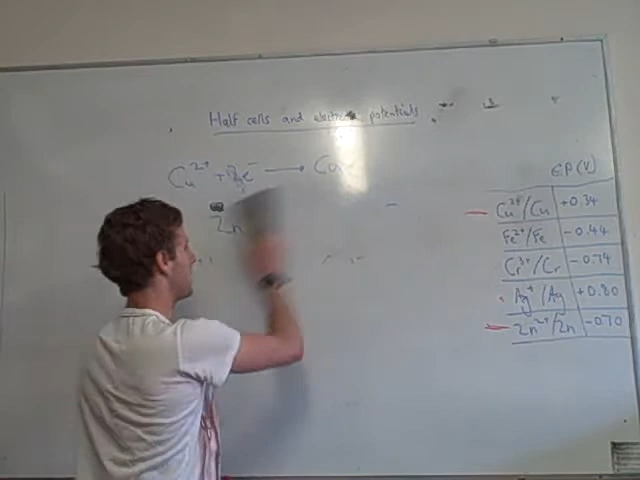 Half cells and electrode potentials
Cu²⁺ + 2e⁻ → Cu
Zn
EP (V)
Cu²⁺/Cu +0.34
Fe²⁺/Fe -0.44
Cr³⁺/Cr -0.74
Ag⁺/Ag +0.80
Zn²⁺/Zn -0.70